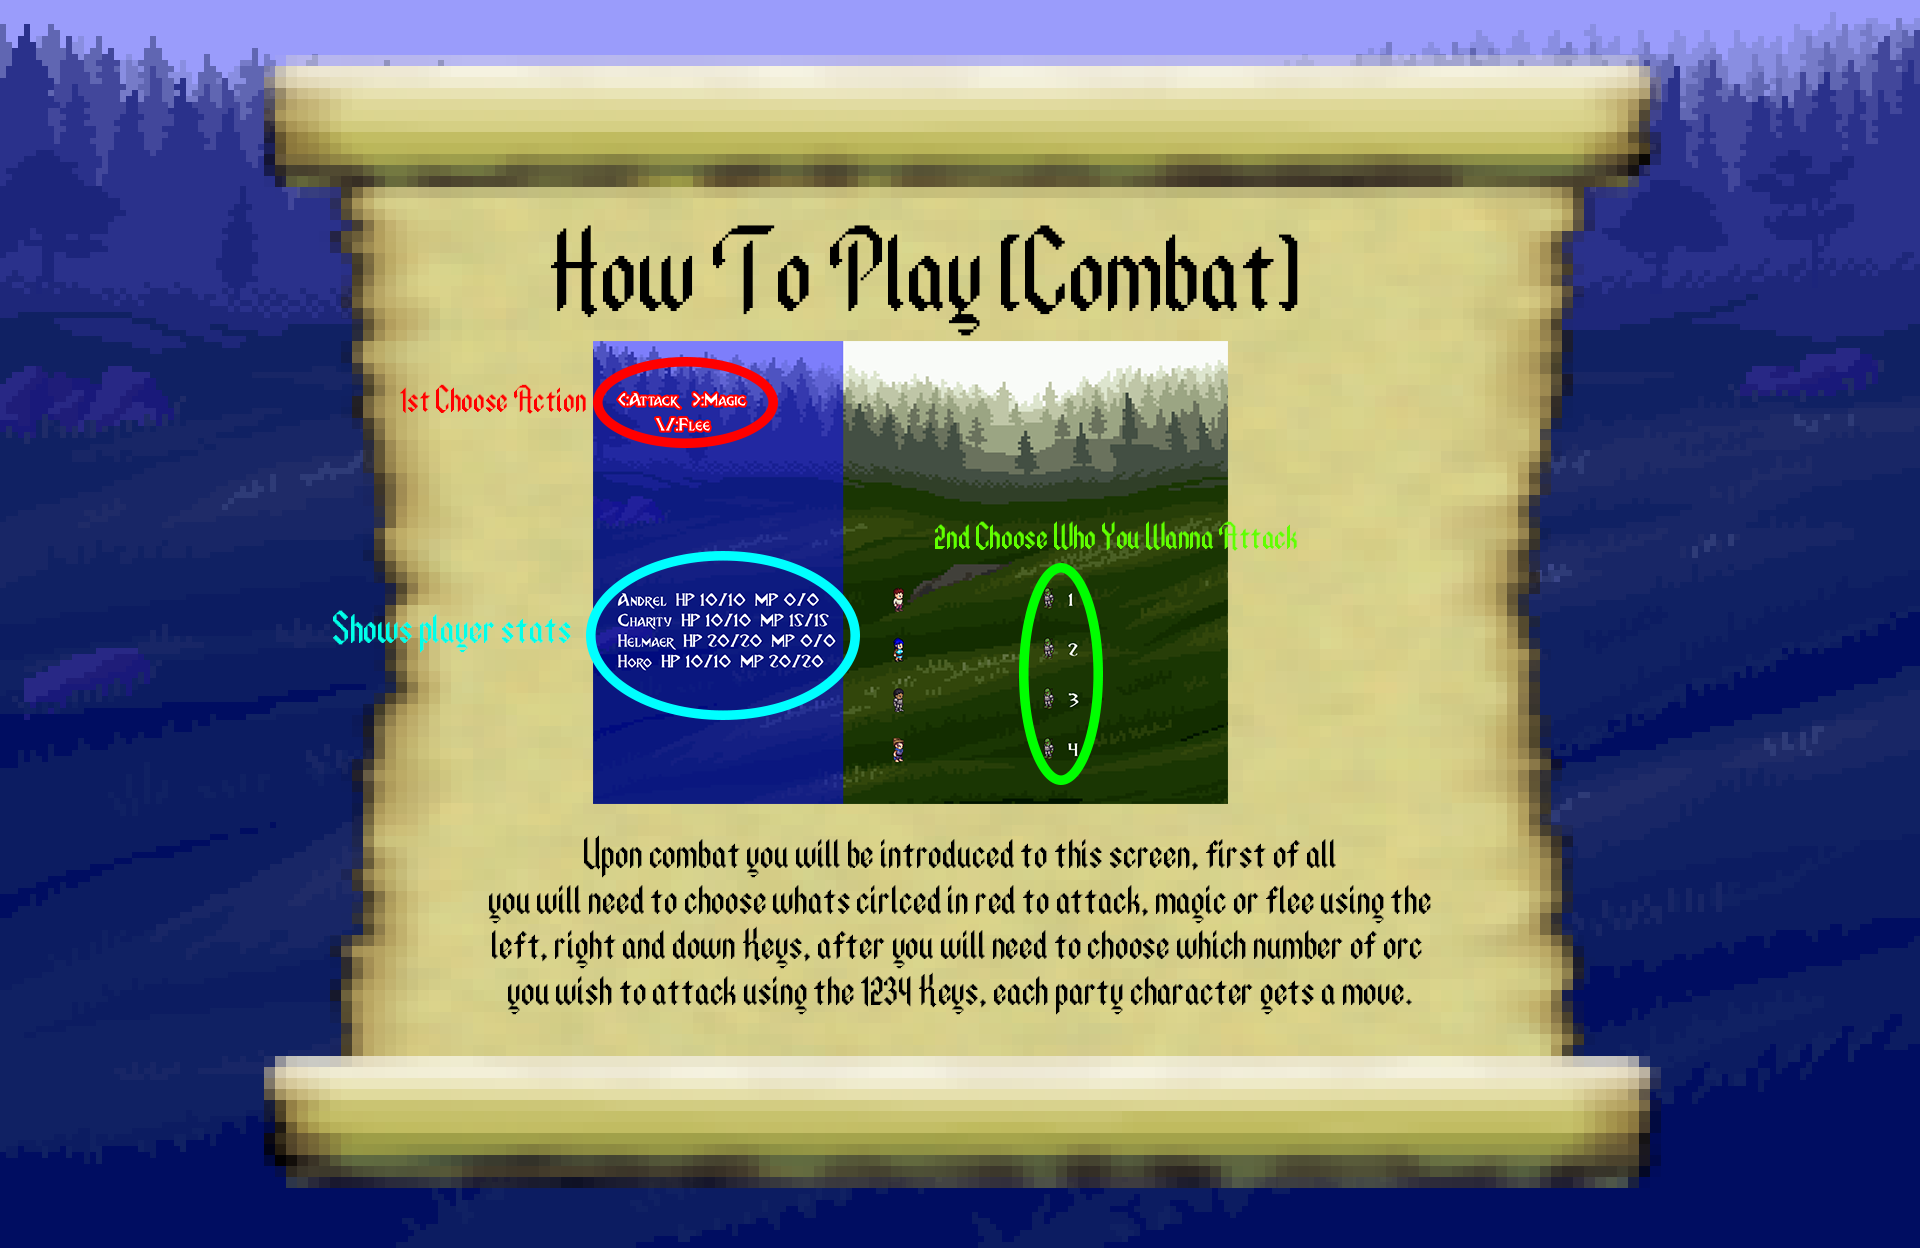 How To Play (Combat)
1st Choose Action
<:Attack >:Magic
\/:Flee
2nd Choose Who You Wanna Attack
Shows player stats
Andrel HP 10/10 MP 0/0
Charity HP 10/10 MP 15/15
Helmaer HP 20/20 MP 0/0
Horo HP 10/10 MP 20/20
1
2
3
4
Upon combat you will be introduced to this screen, first of all
you will need to choose whats cirlced in red to attack, magic or flee using the
left, right and down Keys, after you will need to choose which number of orc
you wish to attack using the 1234 Keys, each party character gets a move.